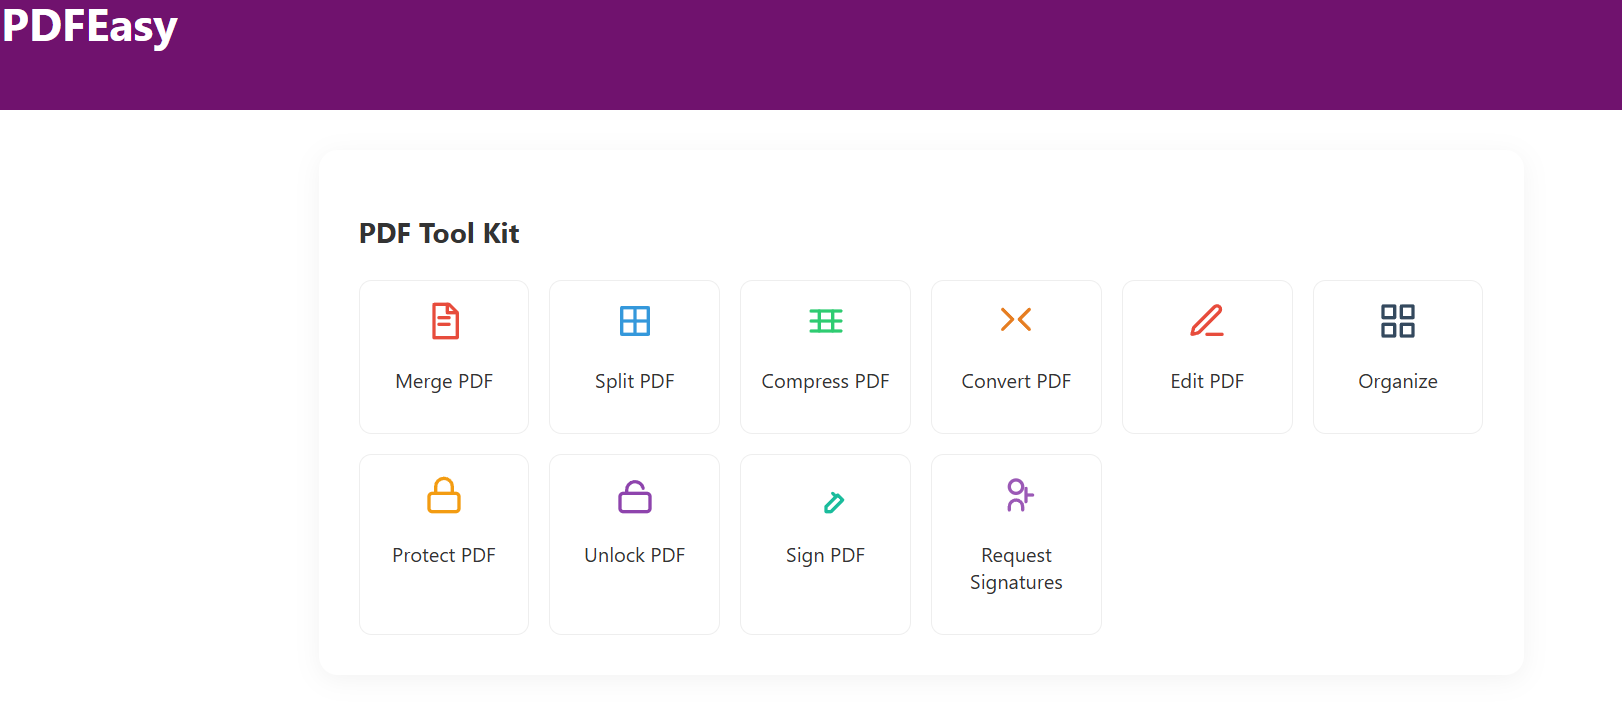 PDFEasy
PDF Tool Kit
Merge PDF
Split PDF
Compress PDF
Convert PDF
Edit PDF
Organize
Protect PDF
Unlock PDF
Sign PDF
Request
Signatures